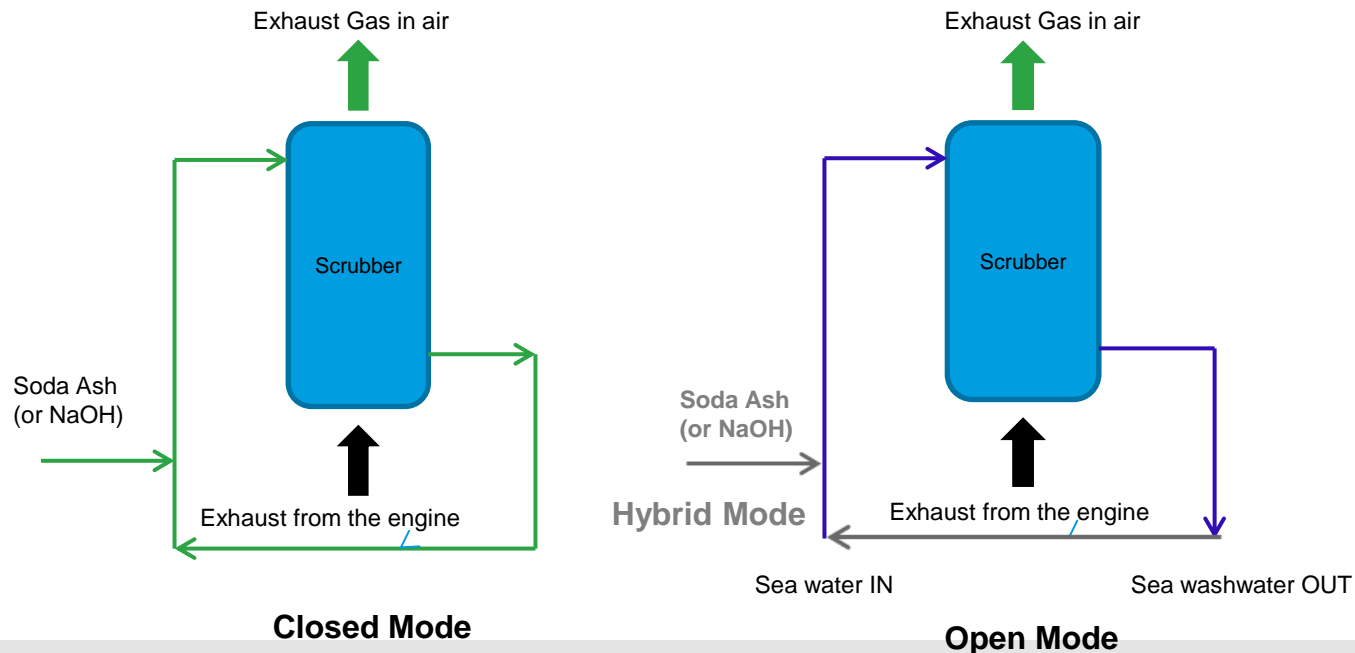 Exhaust Gas in air
Scrubber
Soda Ash
(or NaOH)
Exhaust from the engine
Closed Mode
Exhaust Gas in air
Scrubber
Soda Ash
(or NaOH)
Hybrid Mode
Exhaust from the engine
Sea water IN
Sea washwater OUT
Open Mode